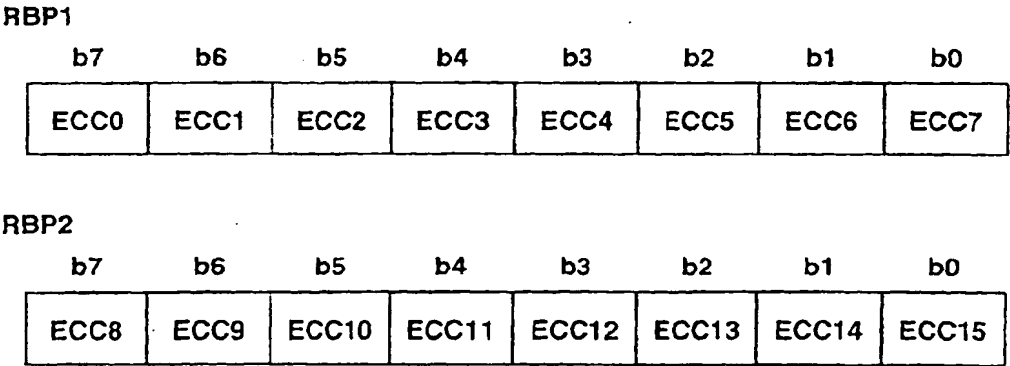 RBP1
b7 b6 b5 b4 b3 b2 b1 b0
ECC0 ECC1 ECC2 ECC3 ECC4 ECC5 ECC6 ECC7
RBP2
b7 b6 b5 b4 b3 b2 b1 b0
ECC8 ECC9 ECC10 ECC11 ECC12 ECC13 ECC14 ECC15